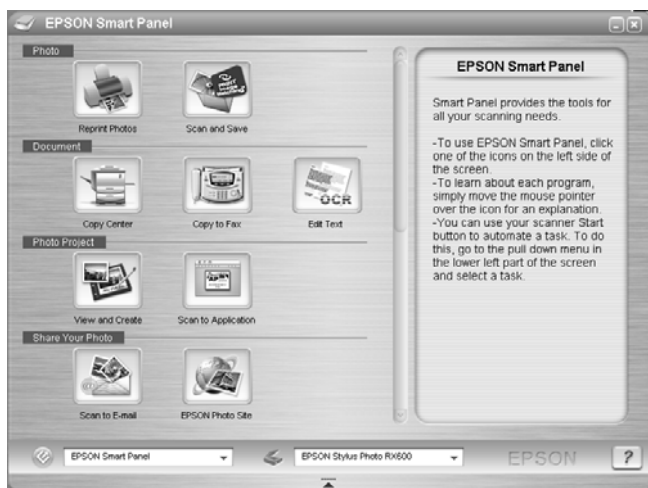 EPSON Smart Panel
Photo
Reprint Photos
Scan and Save
Document
Copy Center
Copy to Fax
OCR
Edit Text
Photo Project
View and Create
Scan to Application
Share Your Photo
Scan to E-mail
EPSON Photo Site
EPSON Smart Panel
Smart Panel provides the tools for
all your scanning needs.
-To use EPSON Smart Panel, click
one of the icons on the left side of
the screen.
-To learn about each program,
simply move the mouse pointer
over the icon for an explanation.
-You can use your scanner Start
button to automate a task. To do
this, go to the pull down menu in
the lower left part of the screen
and select a task.
EPSON Smart Panel
EPSON Stylus Photo RX600
EPSON
?